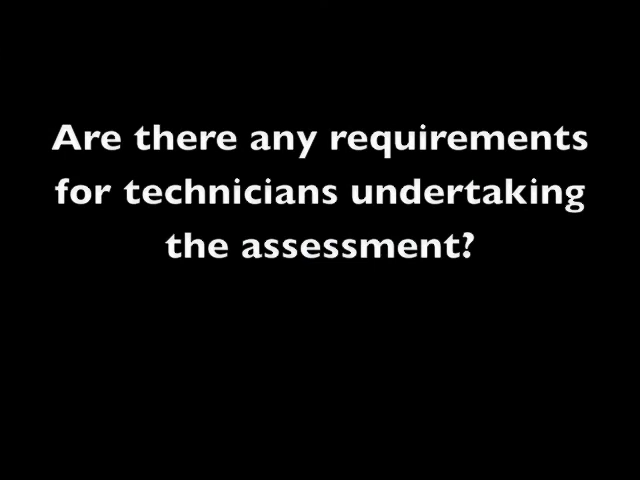 Are there any requirements
for technicians undertaking
the assessment?